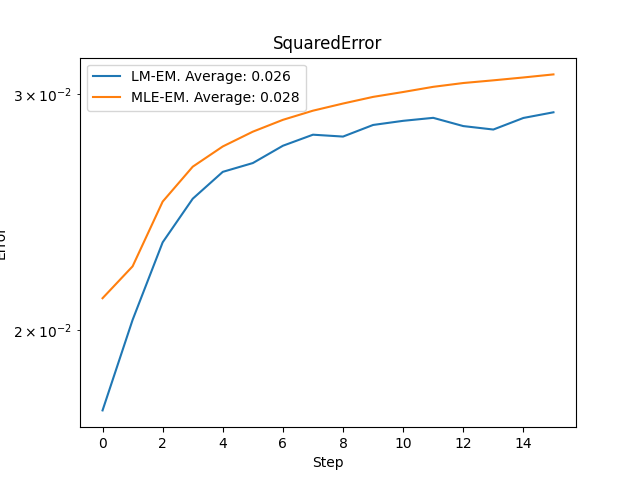 SquaredError
LM-EM. Average: 0.026
MLE-EM. Average: 0.028
3 × 10⁻²
2 × 10⁻²
Error
0 2 4 6 8 10 12 14
Step